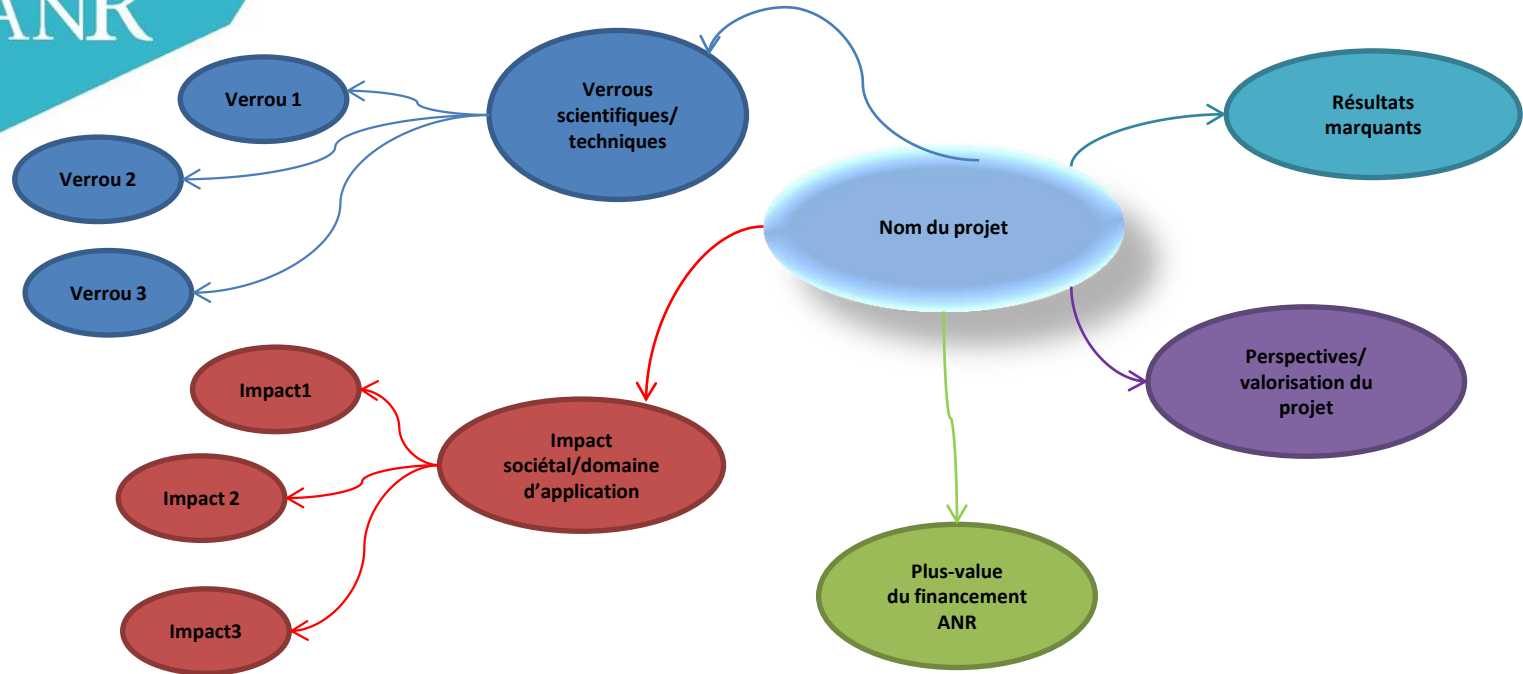 ANR
Verrous
scientifiques/
techniques
Verrou 1
Verrou 2
Verrou 3
Résultats
marquants
Nom du projet
Perspectives/
valorisation du
projet
Impact
sociétal/domaine
d’application
Impact1
Impact 2
Impact3
Plus-value
du financement
ANR